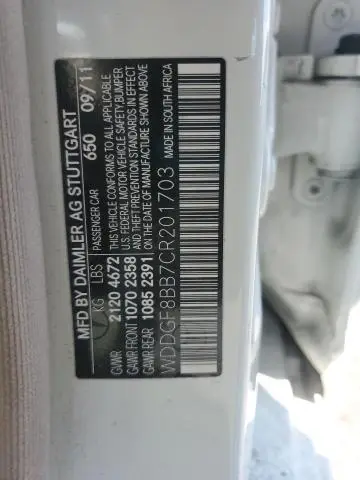 MFD BY DAIMLER AG STUTTGART
650 09/11
KG LBS PASSENGER CAR
GVWR 2120 4672
GAWR FRONT 1070 2358
GAWR REAR 1085 2391
THIS VEHICLE CONFORMS TO ALL APPLICABLE
U.S. FEDERAL MOTOR VEHICLE SAFETY, BUMPER
AND THEFT PREVENTION STANDARDS IN
EFFECT ON THE DATE OF MANUFACTURE SHOWN ABOVE
WDDGF8BB7CR201703
MADE IN SOUTH AFRICA